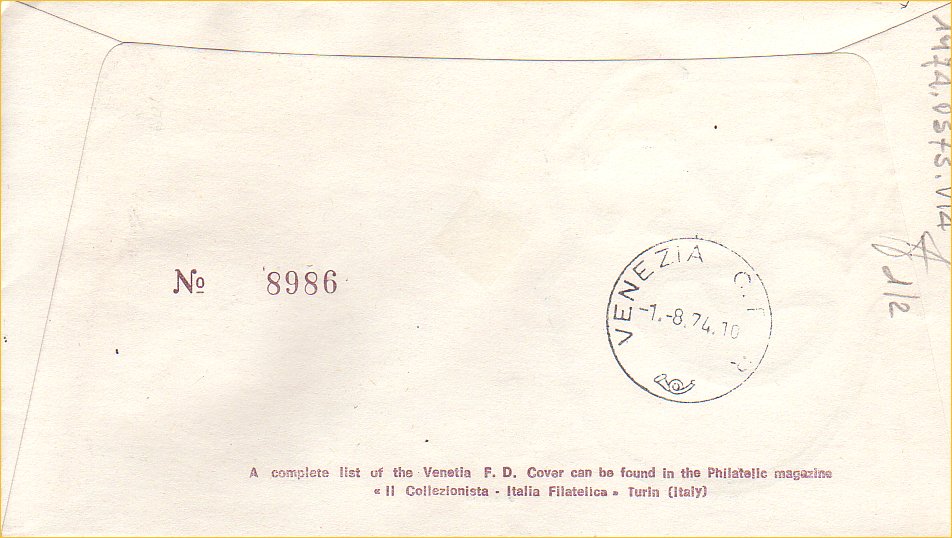 № 8986
VENEZIA C.P.
-1.-8.74.10
A complete list of the Venetia F. D. Cover can be found in the Philatelic magazine
« Il Collezionista - Italia Filatelica » Turin (Italy)